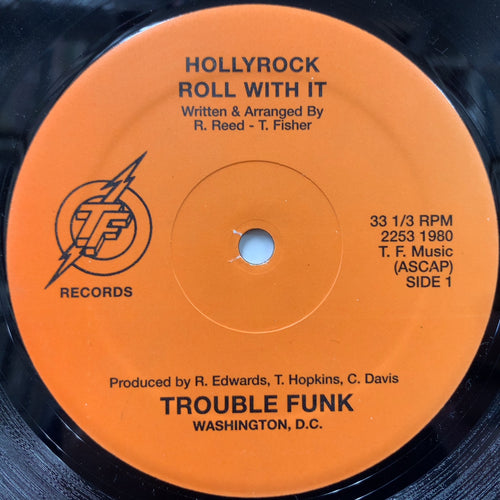 HOLLYROCK
ROLL WITH IT
Written & Arranged By
R. Reed - T. Fisher
TF
RECORDS
33 1/3 RPM
2253 1980
T. F. Music
(ASCAP)
SIDE 1
Produced by R. Edwards, T. Hopkins, C. Davis
TROUBLE FUNK
WASHINGTON, D.C.